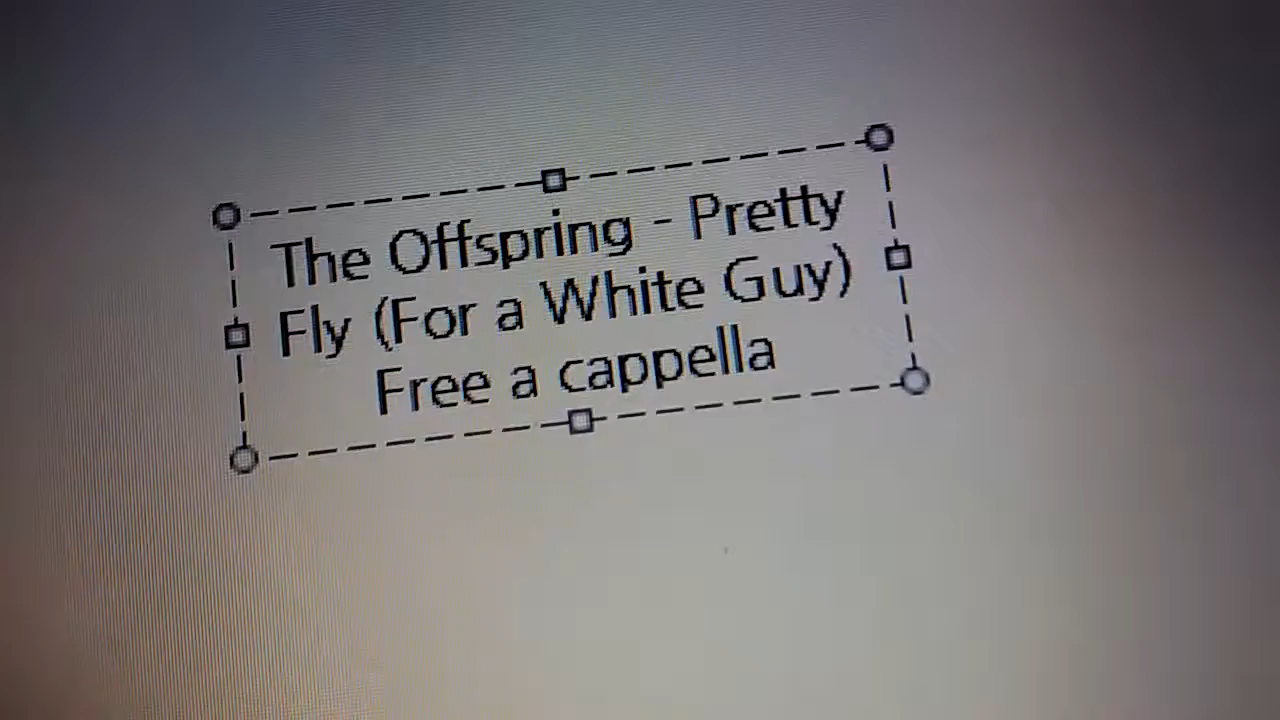 The Offspring - Pretty
Fly (For a White Guy)
Free a cappella